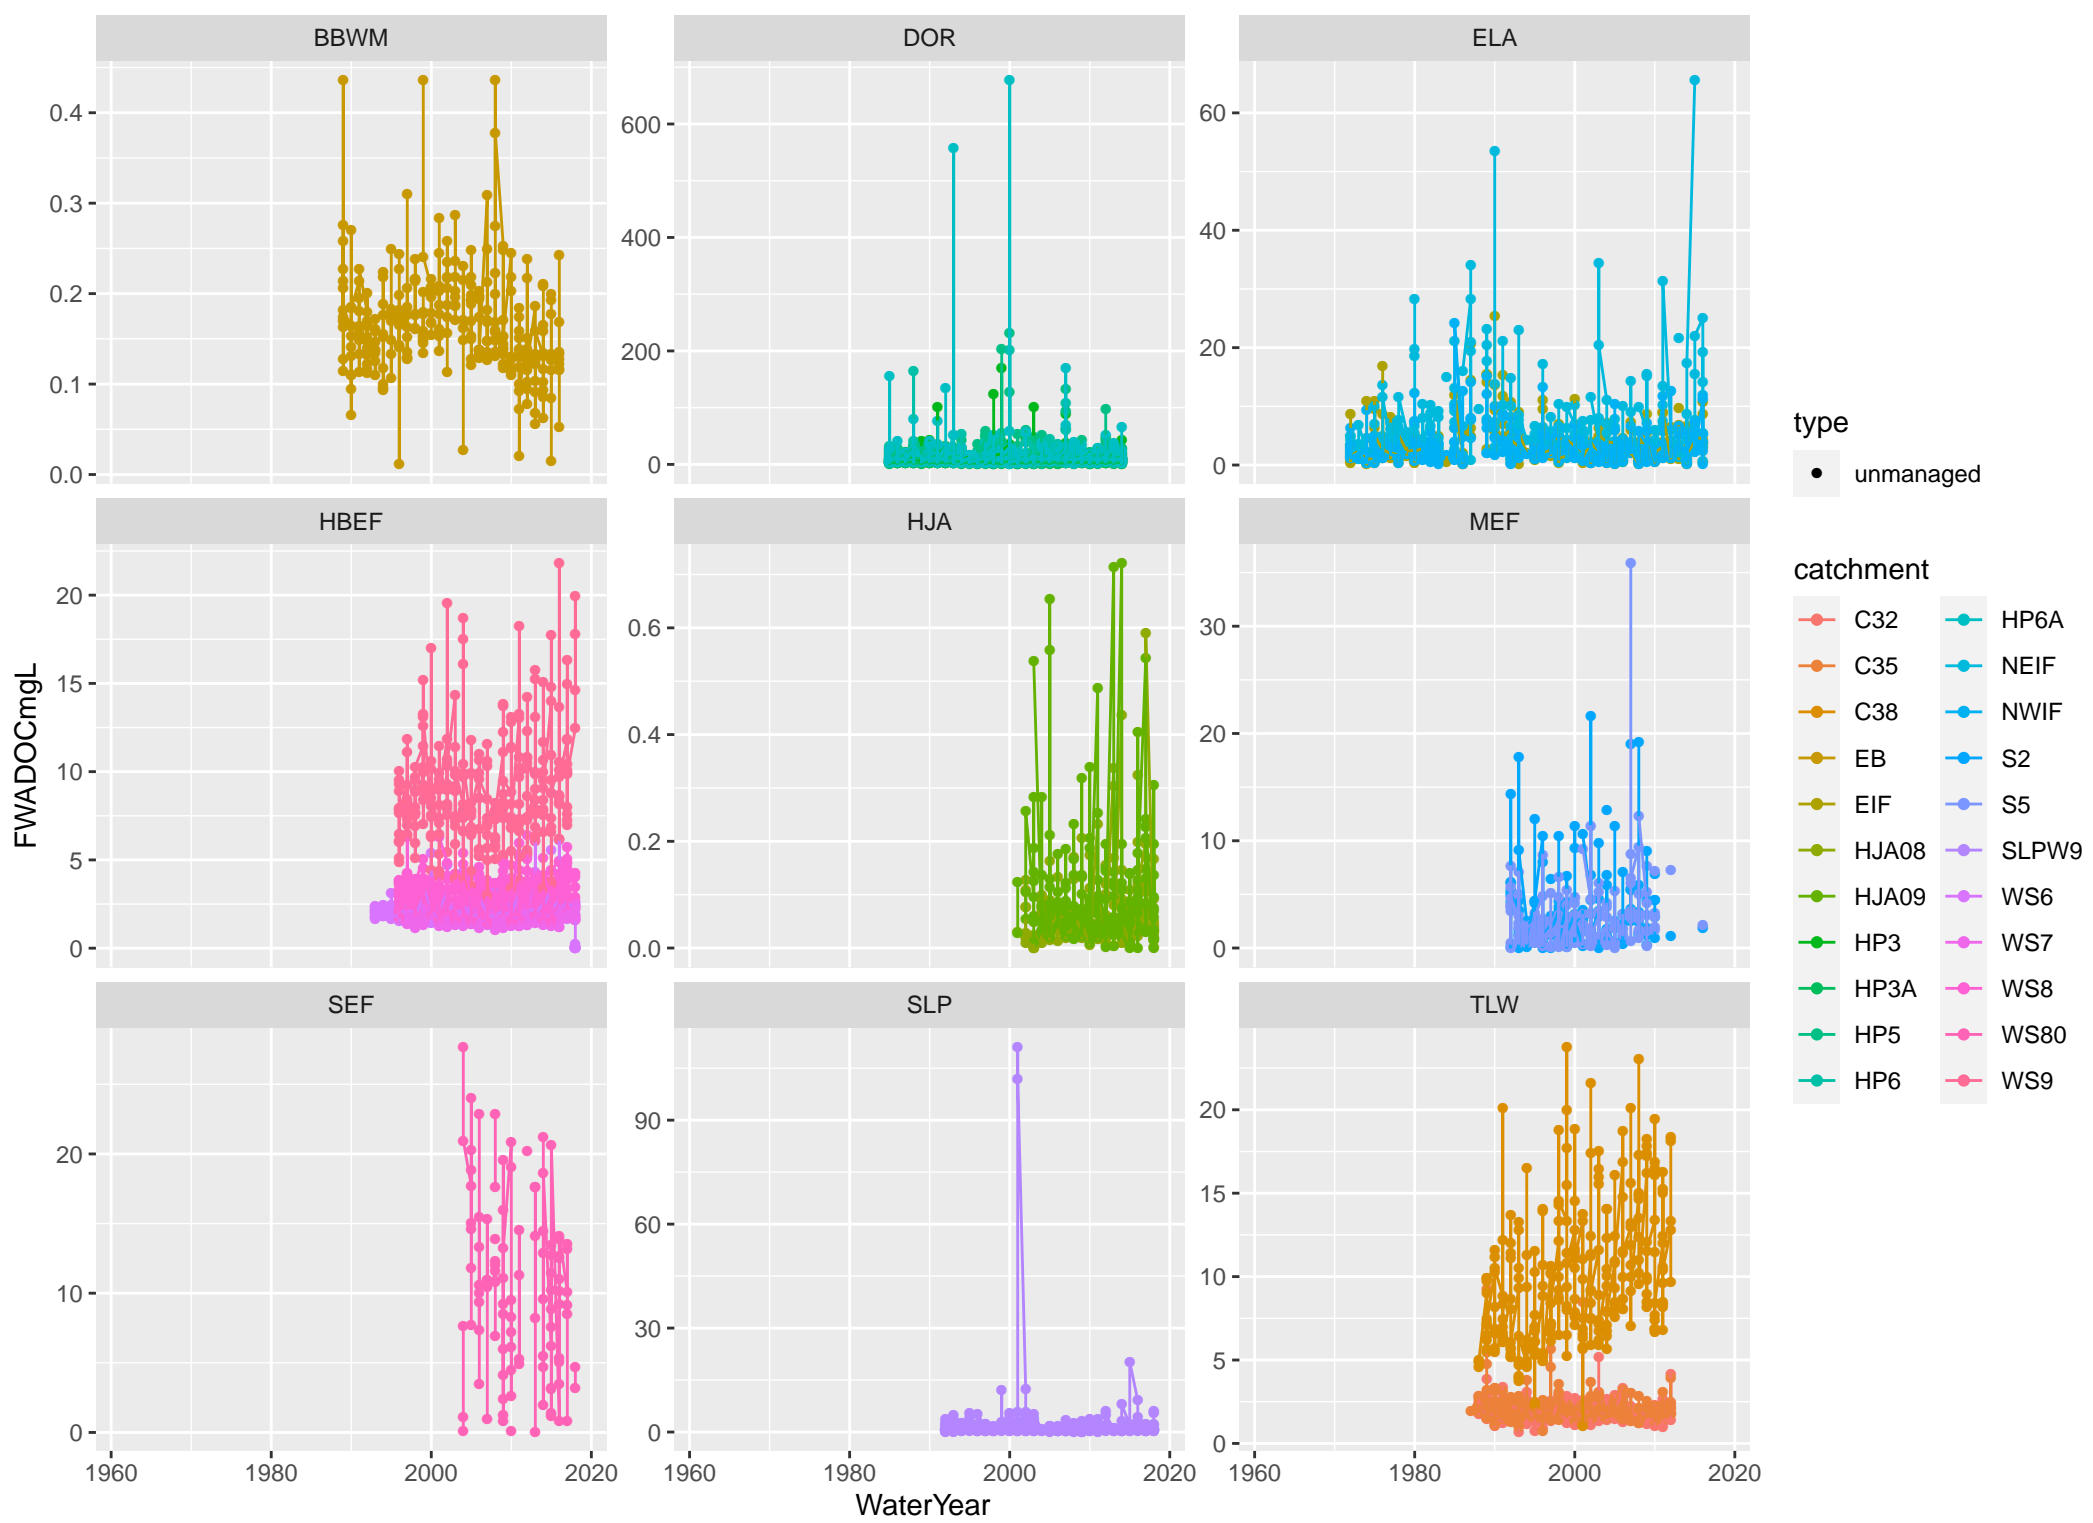 BBWM DOR ELA
0.4
0.3
0.2
0.1
0.0
600
400
200
0
60
40
20
0
HBEF HJA MEF
20
15
10
5
0
0.6
0.4
0.2
0.0
30
20
10
0
SEF SLP TLW
20
10
0
90
60
30
0
20
15
10
5
0
1960 1980 2000 2020 1960 1980 2000 2020 1960 1980 2000 2020
WaterYear
FWADOCmgL
type
unmanaged
catchment
C32 HP6A
C35 NEIF
C38 NWIF
EB S2
EIF S5
HJA08 SLPW9
HJA09 WS6
HP3 WS7
HP3A WS8
HP5 WS80
HP6 WS9